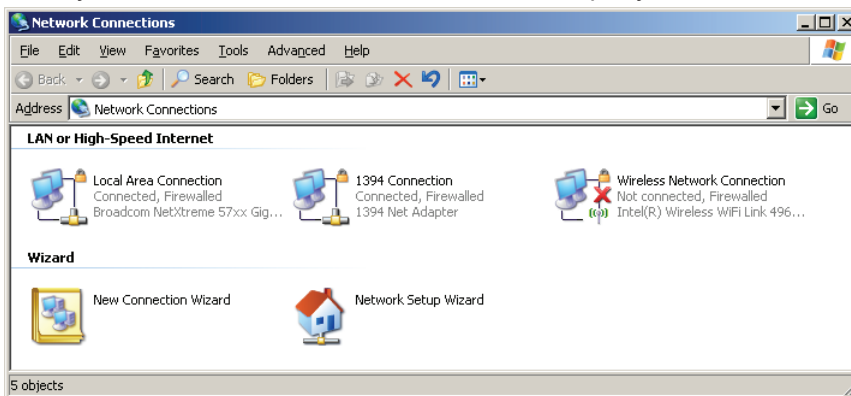 Network Connections
File Edit View Favorites Tools Advanced Help
Back Search Folders
Address Network Connections Go
LAN or High-Speed Internet
Local Area Connection
Connected, Firewalled
Broadcom NetXtreme 57xx Gig...
1394 Connection
Connected, Firewalled
1394 Net Adapter
Wireless Network Connection
Not connected, Firewalled
Intel(R) Wireless WiFi Link 496...
Wizard
New Connection Wizard
Network Setup Wizard
5 objects